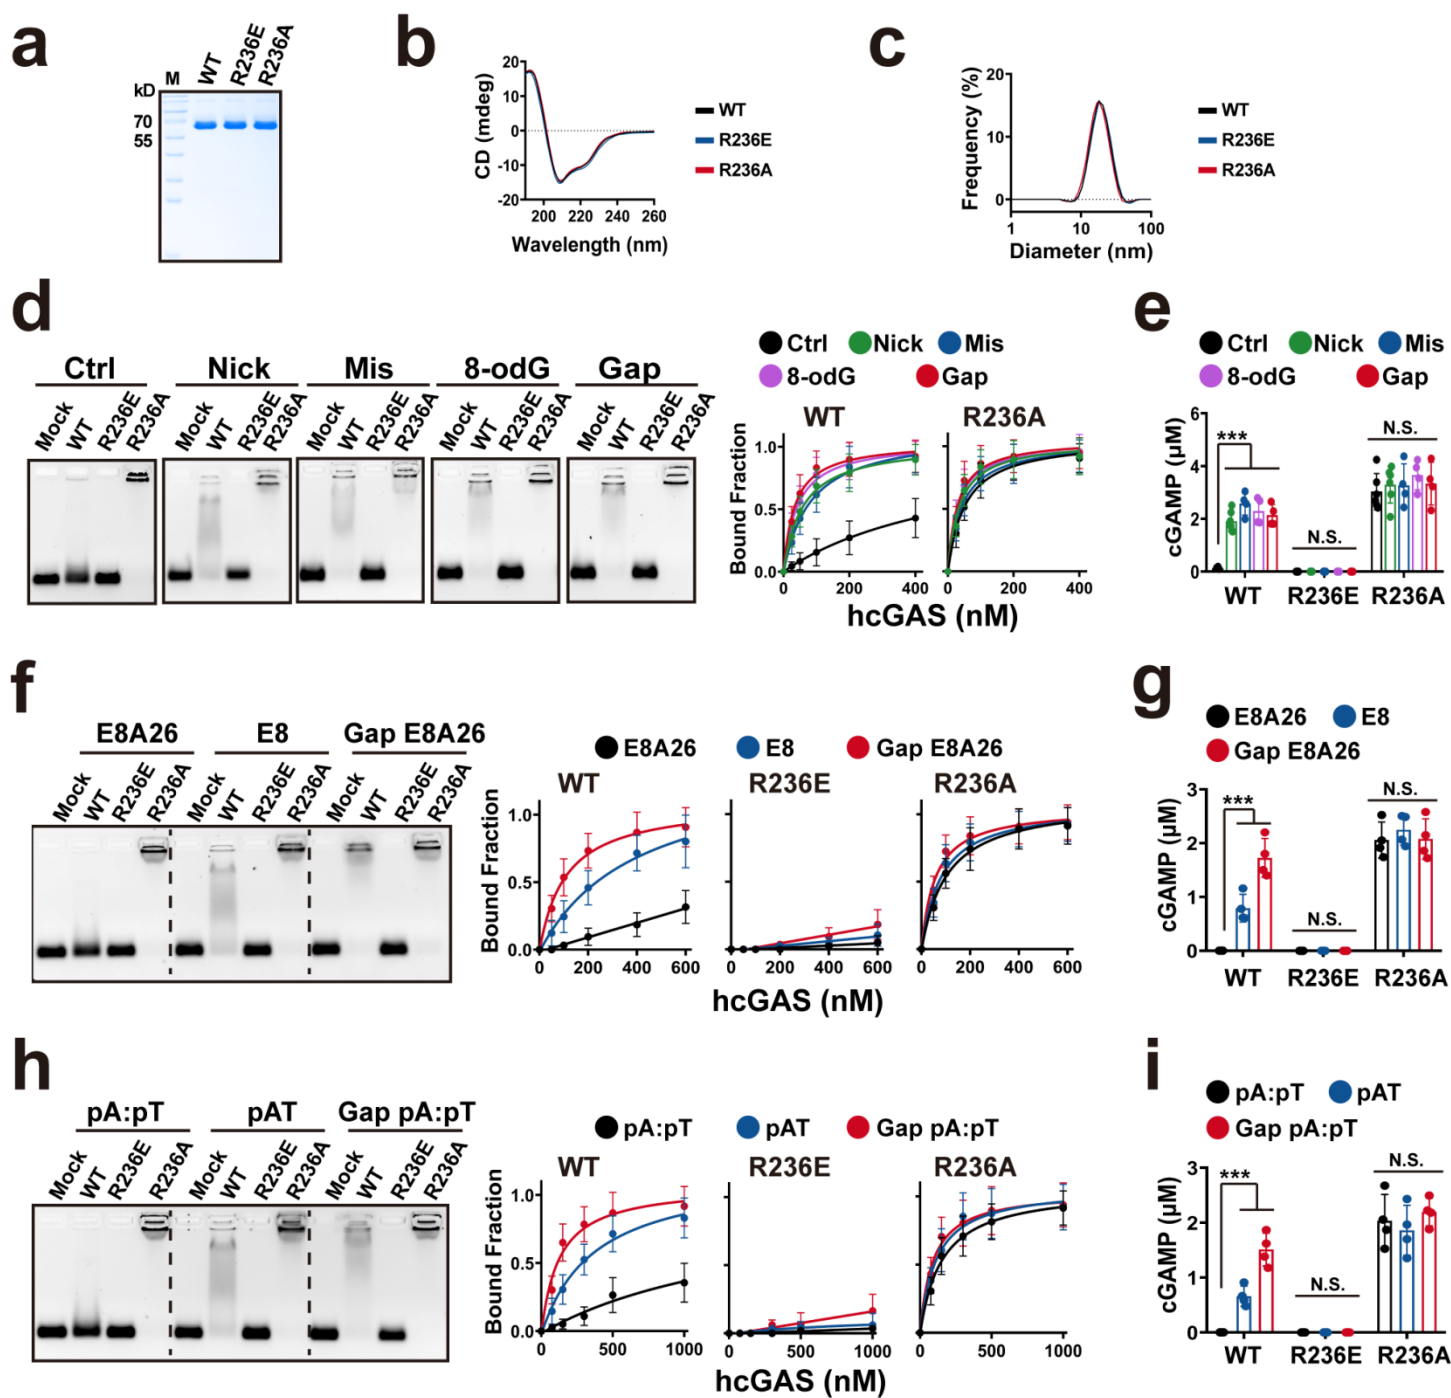 a
M
WT
R236E
R236A
kD
70
55
b
20
10
0
-10
-20
CD (mdeg)
200 220 240 260
Wavelength (nm)
WT
R236E
R236A
c
20
10
0
Frequency (%)
1 10 100
Diameter (nm)
WT
R236E
R236A
d
Ctrl Nick Mis 8-odG Gap
Mock WT R236E R236A Mock WT R236E R236A Mock WT R236E R236A Mock WT R236E R236A Mock WT R236E R236A
Ctrl Nick Mis
8-odG Gap
WT R236A
Bound Fraction
1.0
0.5
0.0
0 200 400 0 200 400
hcGAS (nM)
e
Ctrl Nick Mis
8-odG Gap
cGAMP (μM)
6
4
2
0
***
N.S.
N.S.
WT R236E R236A
f
E8A26 E8 Gap E8A26
Mock WT R236E R236A Mock WT R236E R236A Mock WT R236E R236A
E8A26 E8 Gap E8A26
WT R236E R236A
Bound Fraction
1.0
0.5
0.0
0 200 400 600 0 200 400 600 0 200 400 600
hcGAS (nM)
g
E8A26 E8
Gap E8A26
cGAMP (μM)
3
2
1
0
***
N.S.
N.S.
WT R236E R236A
h
pA:pT pAT Gap pA:pT
Mock WT R236E R236A Mock WT R236E R236A Mock WT R236E R236A
pA:pT pAT Gap pA:pT
WT R236E R236A
Bound Fraction
1.0
0.5
0.0
0 500 1000 0 500 1000 0 500 1000
hcGAS (nM)
i
pA:pT pAT
Gap pA:pT
cGAMP (μM)
3
2
1
0
***
N.S.
N.S.
WT R236E R236A